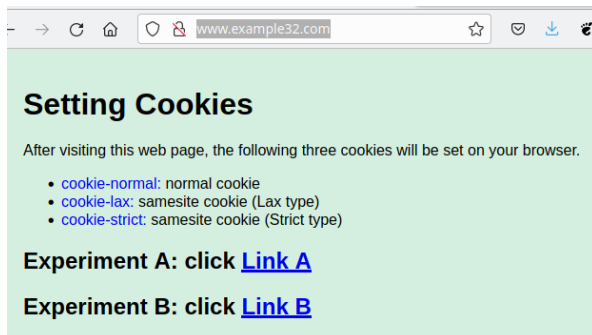 www.example32.com
Setting Cookies
After visiting this web page, the following three cookies will be set on your browser.
• cookie-normal: normal cookie
• cookie-lax: samesite cookie (Lax type)
• cookie-strict: samesite cookie (Strict type)
Experiment A: click Link A
Experiment B: click Link B